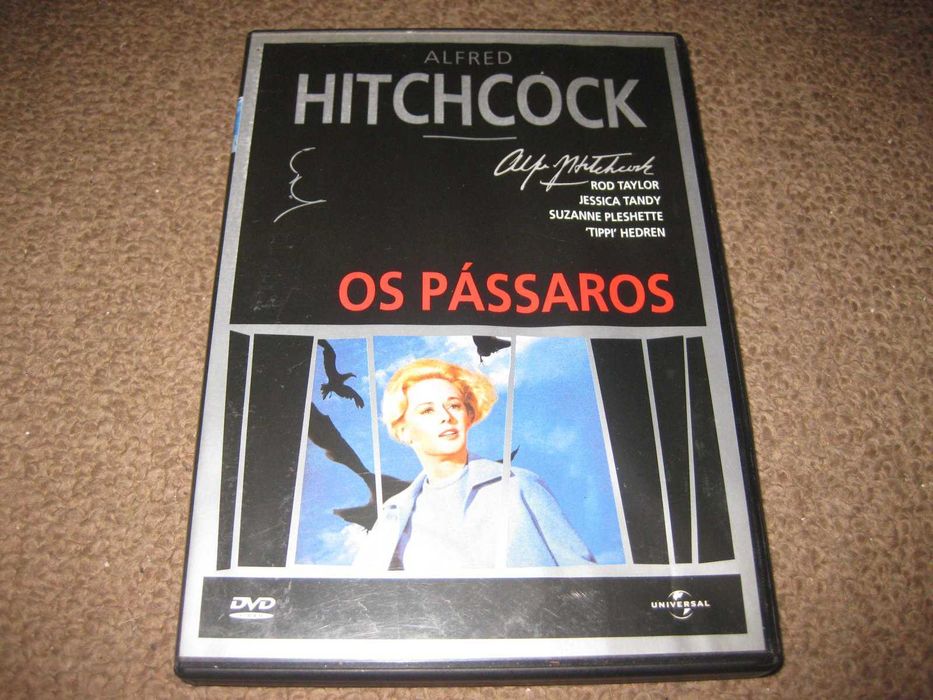 ALFRED
HITCHCOCK
Alfred Hitchcock
ROD TAYLOR
JESSICA TANDY
SUZANNE PLESHETTE
'TIPPI' HEDREN
OS PÁSSAROS
DVD
UNIVERSAL